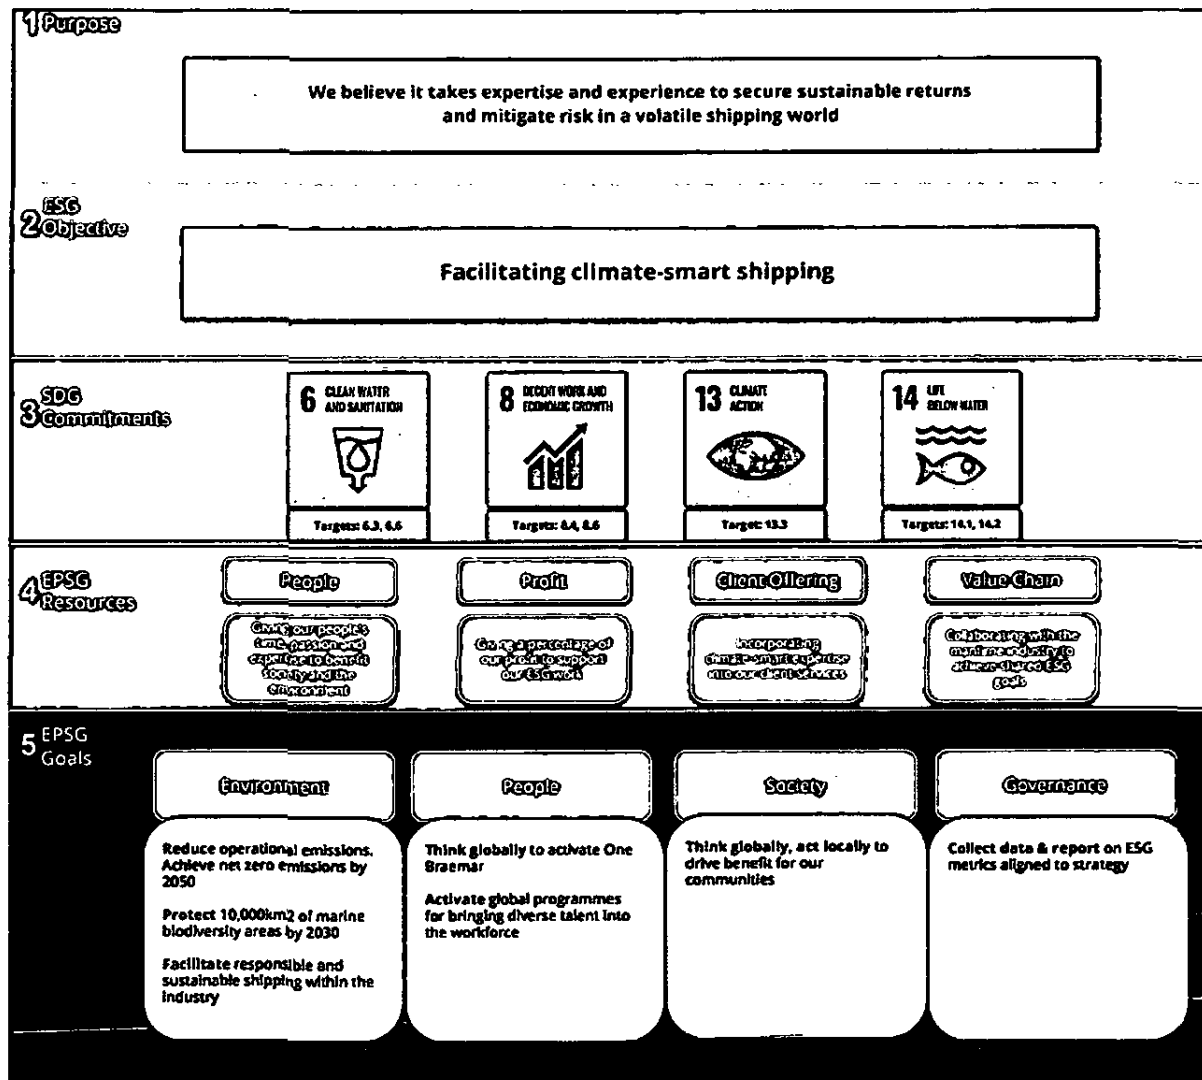 1 Purpose
We believe it takes expertise and experience to secure sustainable returns
and mitigate risk in a volatile shipping world
2 ESG
Objective
Facilitating climate-smart shipping
3 SDG
Commitments
6 CLEAN WATER
AND SANITATION
Targets: 6.3, 6.6
8 DECENT WORK AND
ECONOMIC GROWTH
Targets: 8.4, 8.6
13 CLIMATE
ACTION
Target: 13.3
14 LIFE
BELOW WATER
Targets: 14.1, 14.2
4 EPSG
Resources
People
Giving our people's
time, passion and
expertise to benefit
society and the
environment
Profit
Giving a percentage of
our profit to support
our ESG work
Client Offering
Incorporating
climate-smart expertise
into our client services
Value Chain
Collaborating with the
maritime industry to
achieve shared ESG
goals
5 EPSG
Goals
Environment
Reduce operational emissions.
Achieve net zero emissions by
2050
Protect 10,000km2 of marine
biodiversity areas by 2030
Facilitate responsible and
sustainable shipping within the
industry
People
Think globally to activate One
Braemar
Activate global programmes
for bringing diverse talent into
the workforce
Society
Think globally, act locally to
drive benefit for our
communities
Governance
Collect data & report on ESG
metrics aligned to strategy